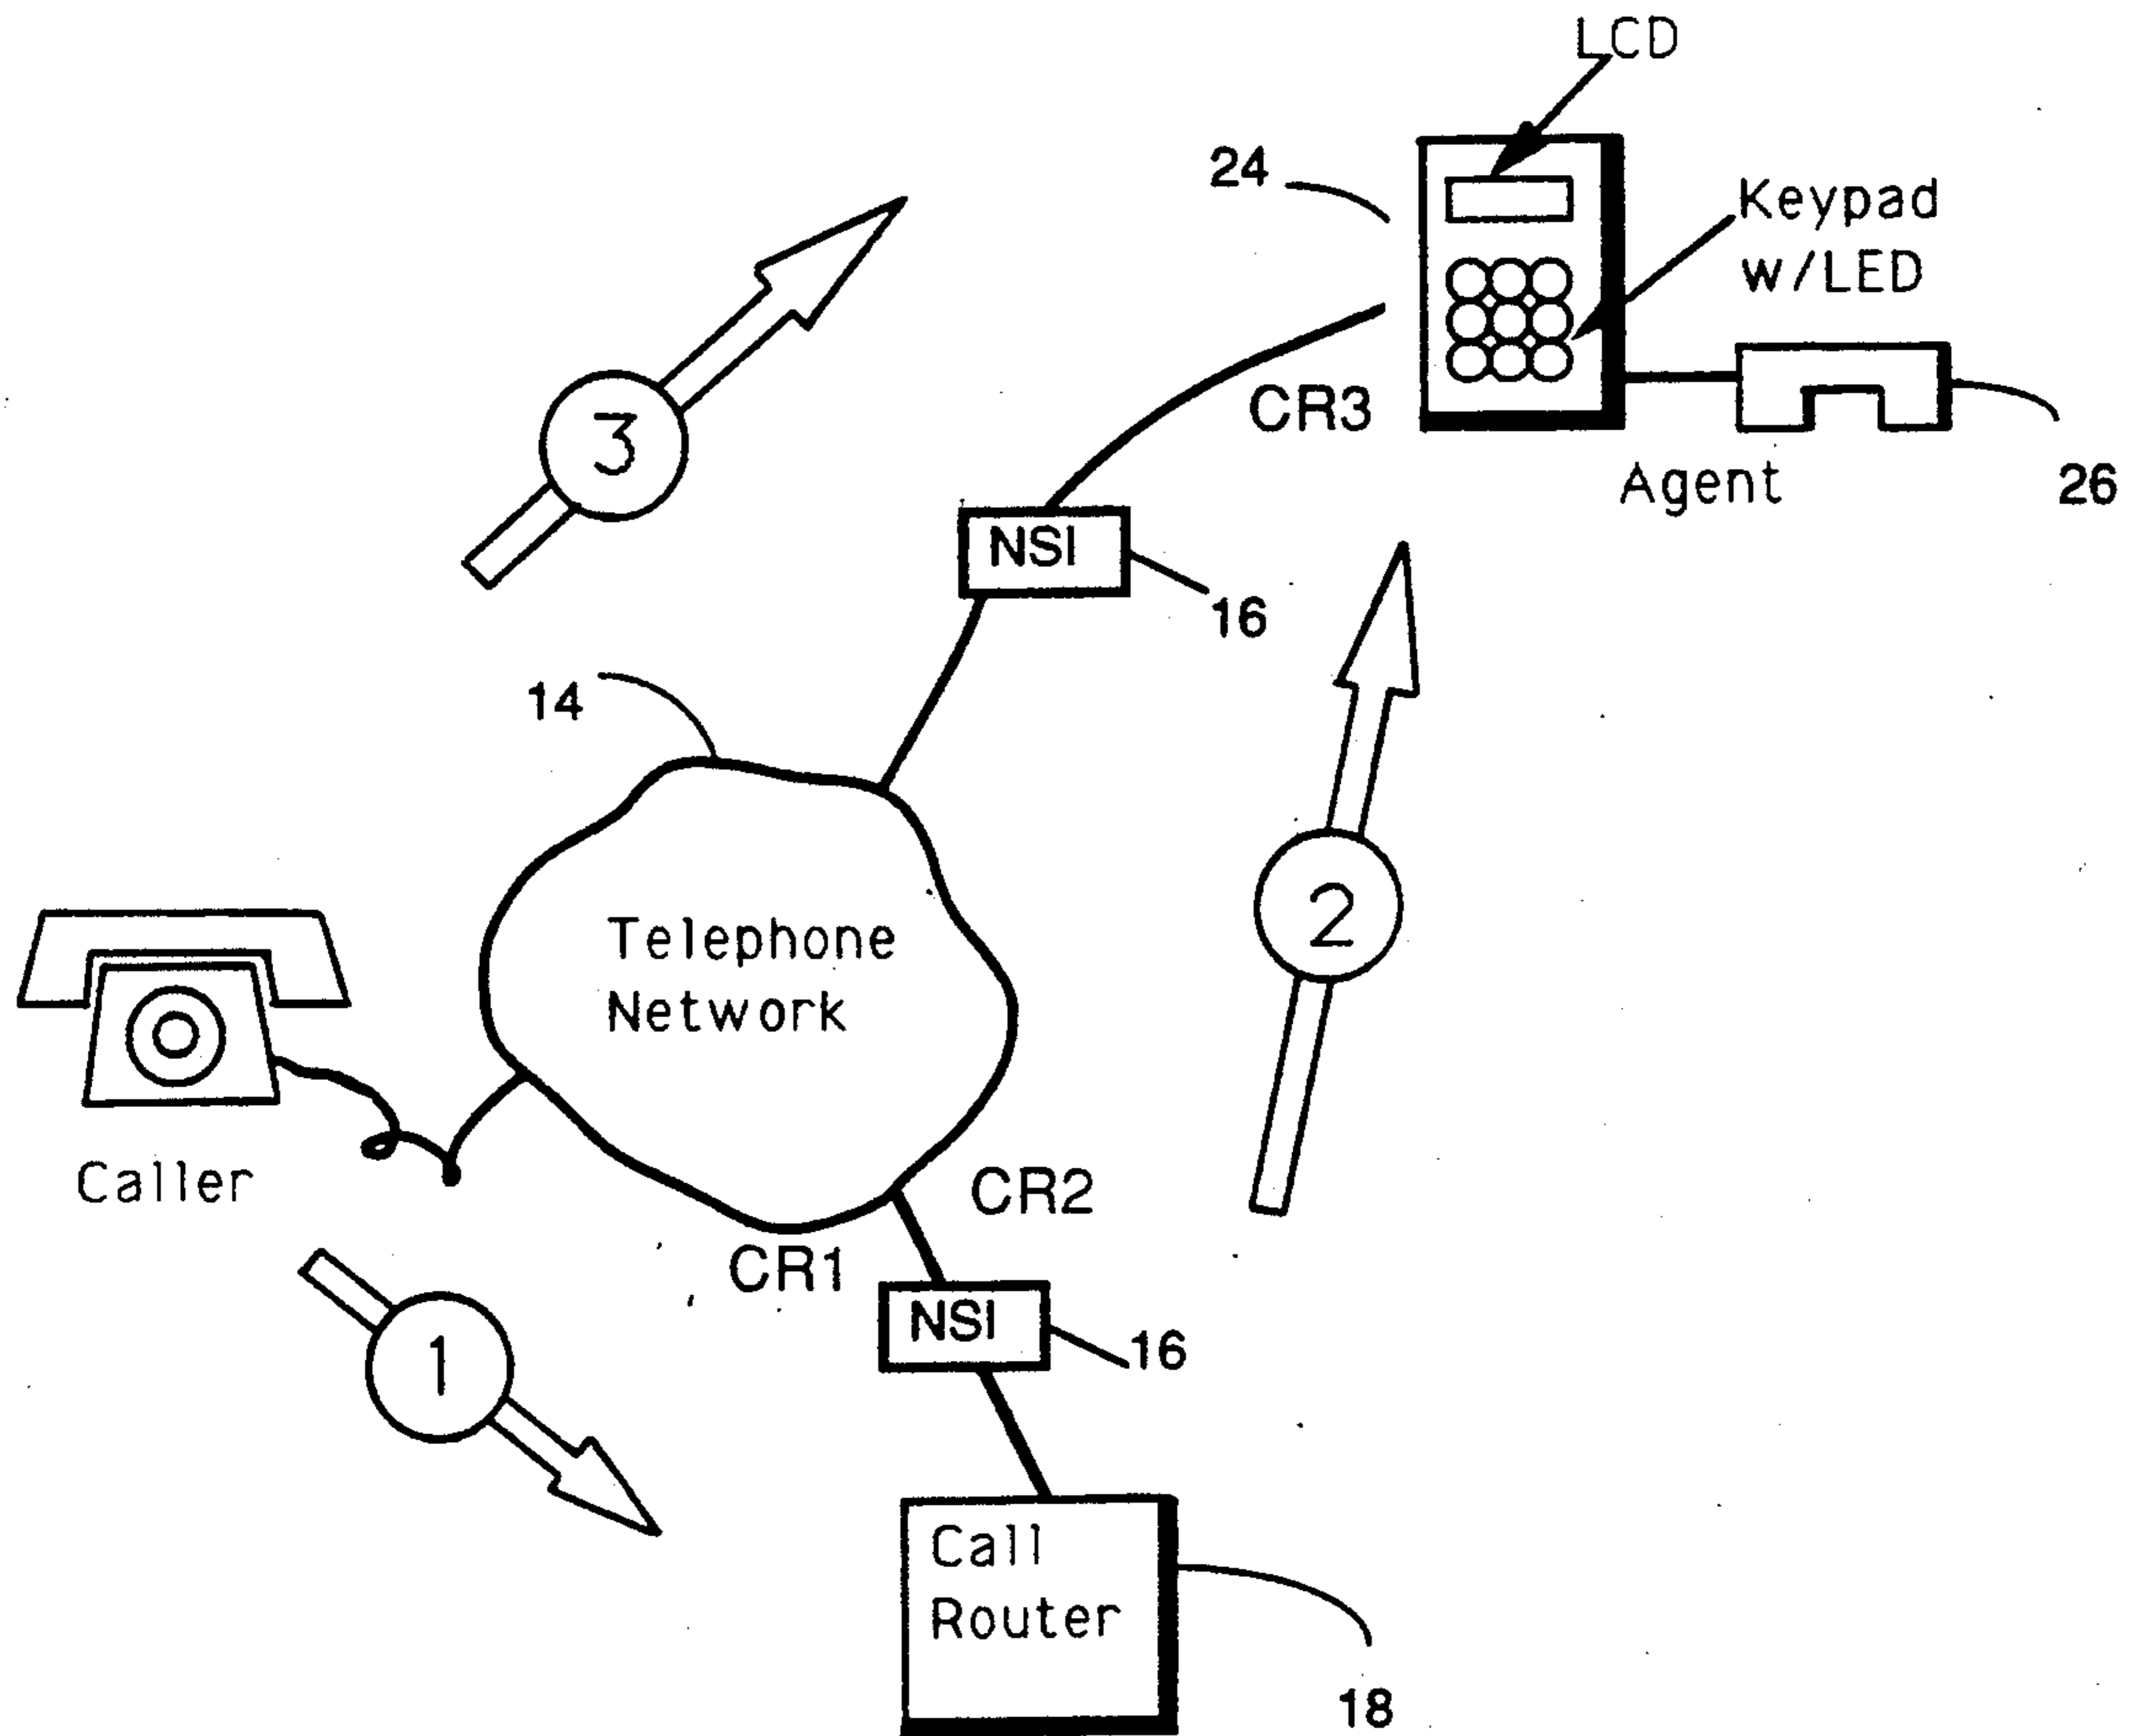 LCD
24
Keypad
w/LED
3
CR3
Agent
26
NSI
16
14
2
Telephone
Network
Caller
CR2
CR1
NSI
16
1
Call
Router
18